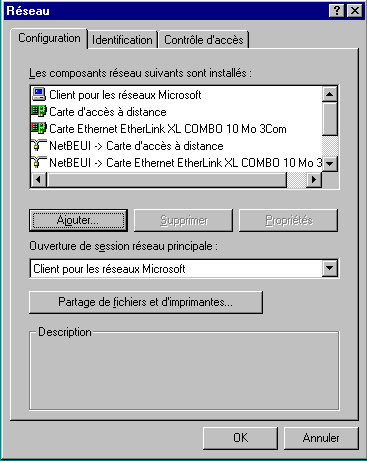 Réseau
Configuration Identification Contrôle d'accès
Les composants réseau suivants sont installés :
Client pour les réseaux Microsoft
Carte d'accès à distance
Carte Ethernet EtherLink XL COMBO 10 Mo 3Com
NetBEUI -> Carte d'accès à distance
NetBEUI -> Carte Ethernet EtherLink XL COMBO 10 Mo 3
Ajouter... Supprimer Propriétés
Ouverture de session réseau principale :
Client pour les réseaux Microsoft
Partage de fichiers et d'imprimantes...
Description
OK Annuler